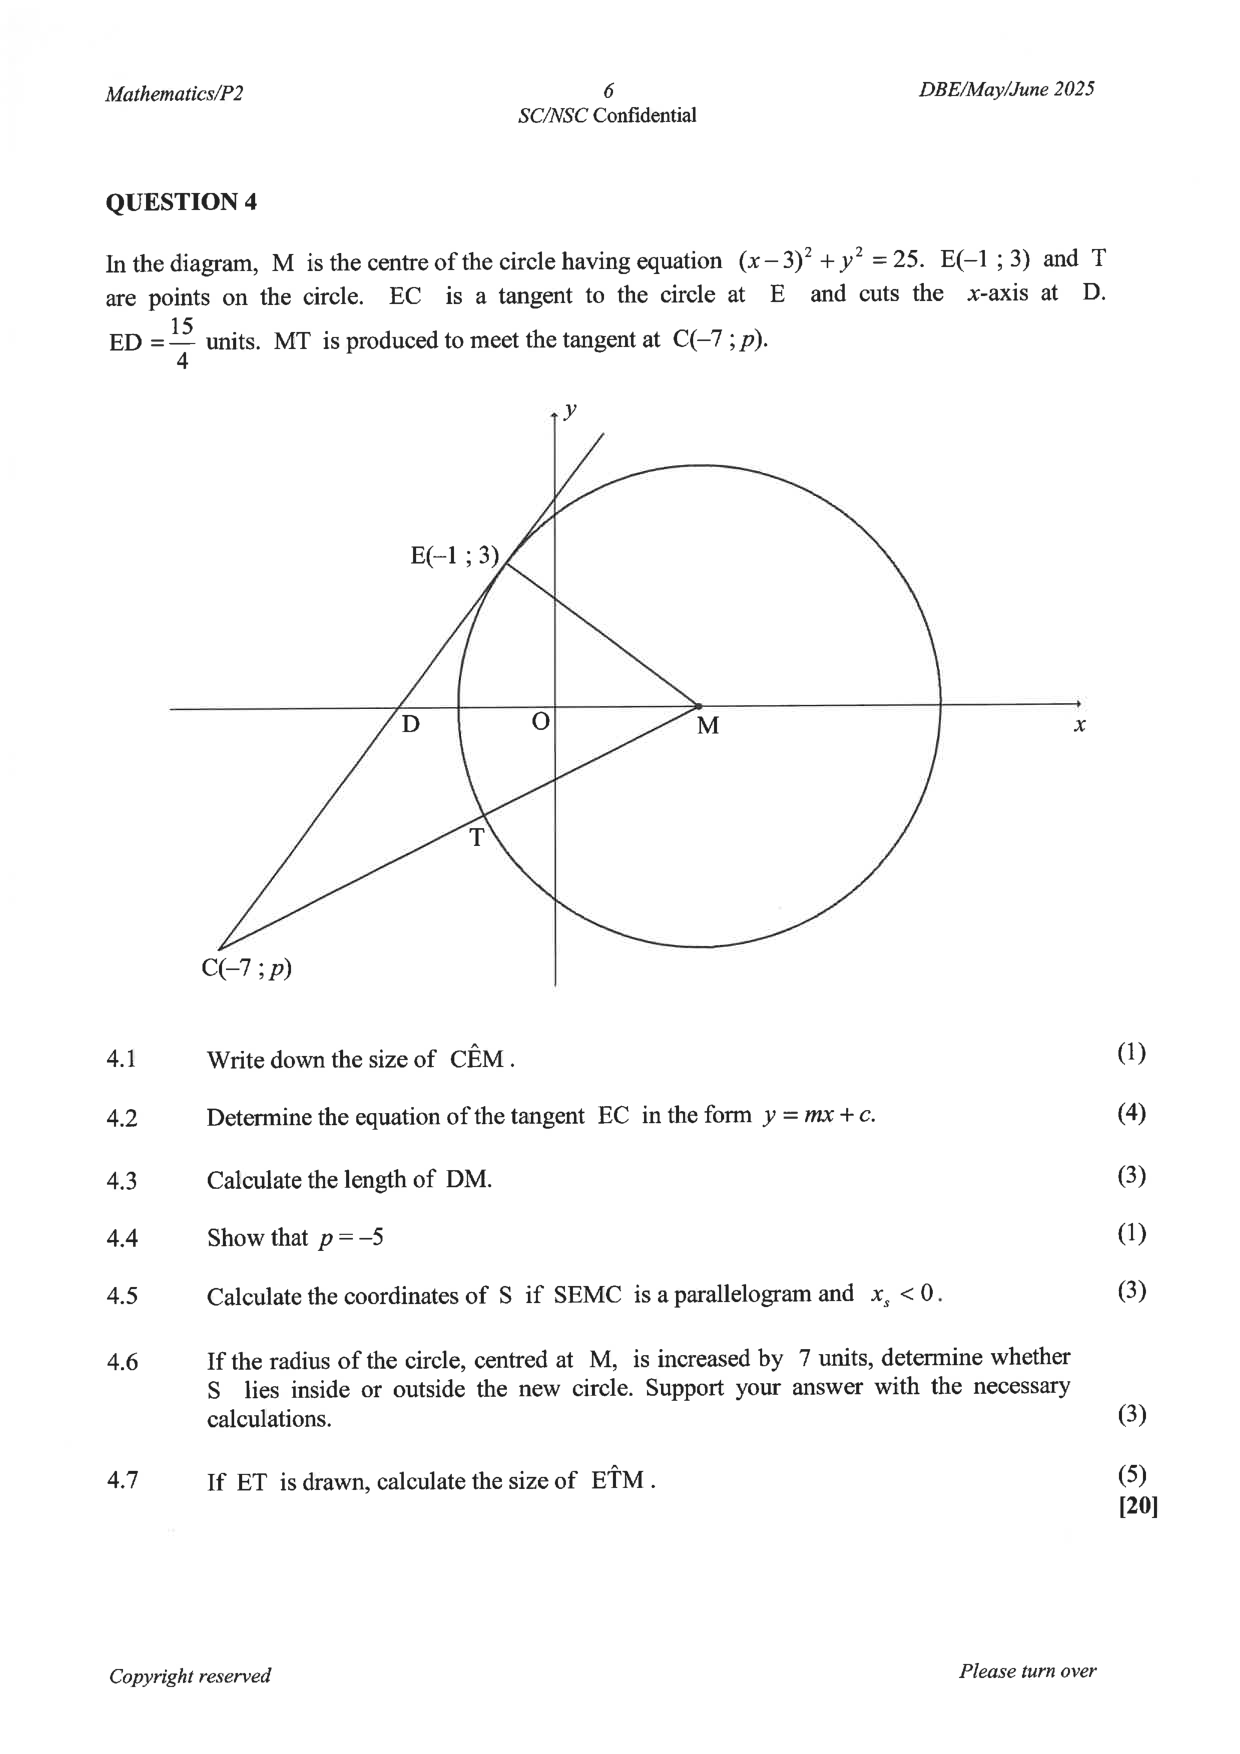 Mathematics/P2
6
DBE/May/June 2025
SC/NSC Confidential
QUESTION 4
In the diagram, M is the centre of the circle having equation (x – 3)² + y² = 25. E(–1 ; 3) and T
are points on the circle. EC is a tangent to the circle at E and cuts the x-axis at D.
ED = 15/4 units. MT is produced to meet the tangent at C(–7 ; p).
y
E(–1 ; 3)
D
O
M
x
T
C(–7 ; p)
4.1 Write down the size of CÊM . (1)
4.2 Determine the equation of the tangent EC in the form y = mx + c. (4)
4.3 Calculate the length of DM. (3)
4.4 Show that p = –5 (1)
4.5 Calculate the coordinates of S if SEMC is a parallelogram and xₛ < 0 . (3)
4.6 If the radius of the circle, centred at M, is increased by 7 units, determine whether
S lies inside or outside the new circle. Support your answer with the necessary
calculations. (3)
4.7 If ET is drawn, calculate the size of ET̂M . (5)
[20]
Copyright reserved
Please turn over